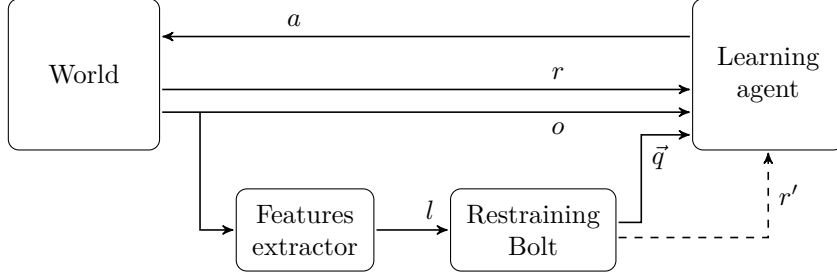 a
World
Learning
agent
r
o
q⃗
Features
extractor
l
Restraining
Bolt
r′